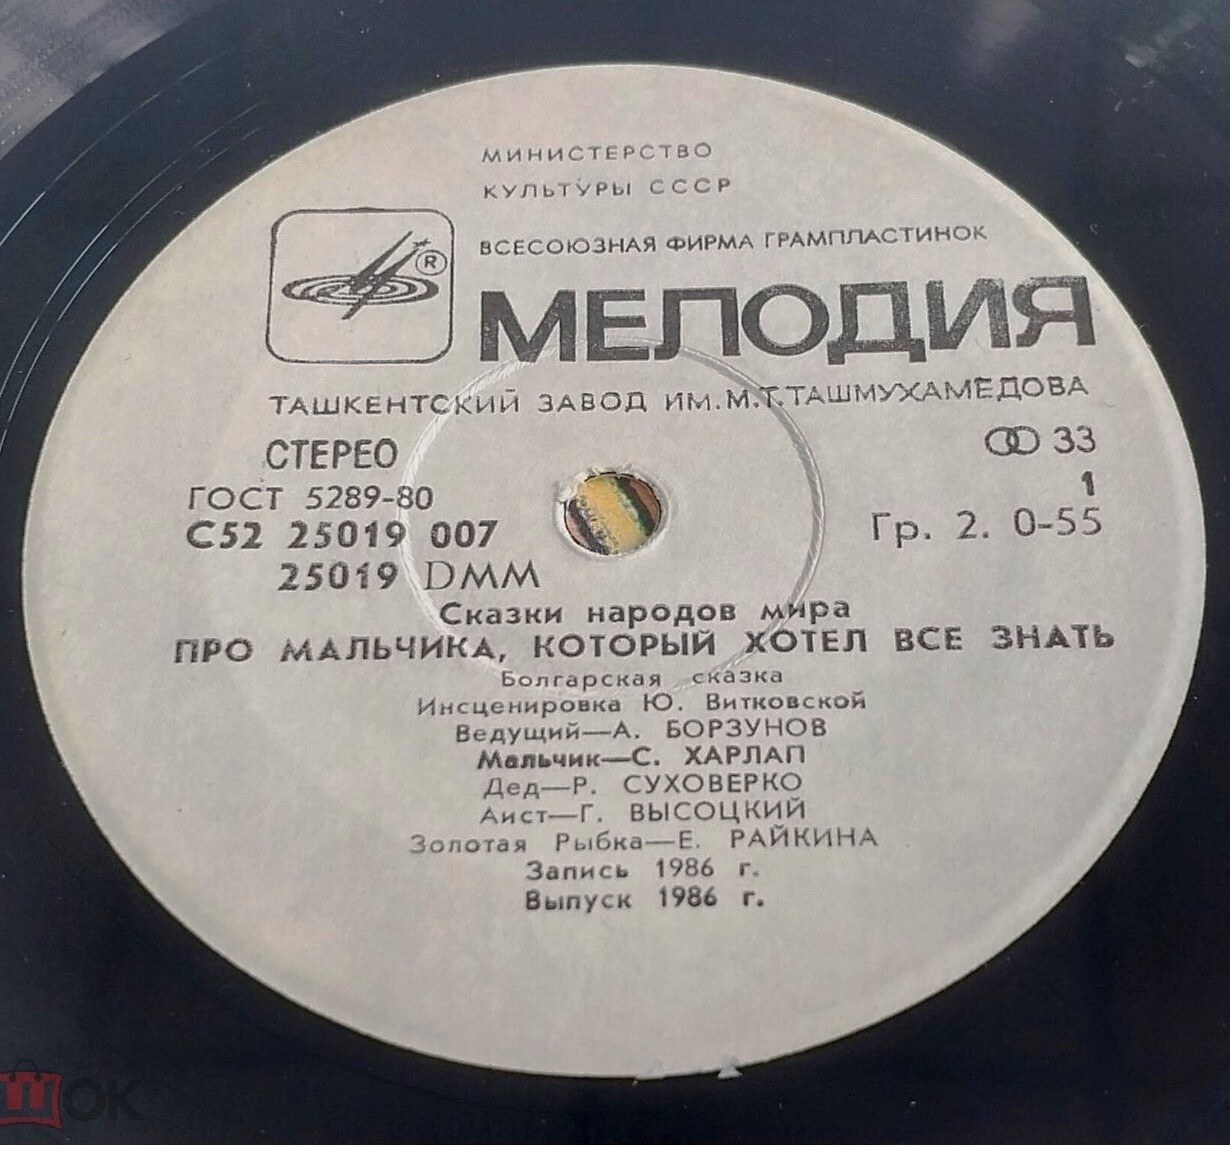 МИНИСТЕРСТВО
КУЛЬТУРЫ СССР
ВСЕСОЮЗНАЯ ФИРМА ГРАМПЛАСТИНОК
®
МЕЛОДИЯ
ТАШКЕНТСКИЙ ЗАВОД ИМ.М.Т.ТАШМУХАМЕДОВА
СТЕРЕО
33
ГОСТ 5289-80
1
С52 25019 007
Гр. 2. 0-55
25019 DMM
Сказки народов мира
ПРО МАЛЬЧИКА, КОТОРЫЙ ХОТЕЛ ВСЕ ЗНАТЬ
Болгарская сказка
Инсценировка Ю. Витковской
Ведущий—А. БОРЗУНОВ
Мальчик—С. ХАРЛАП
Дед—Р. СУХОВЕРКО
Аист—Г. ВЫСОЦКИЙ
Золотая Рыбка—Е. РАЙКИНА
Запись 1986 г.
Выпуск 1986 г.
ШОК